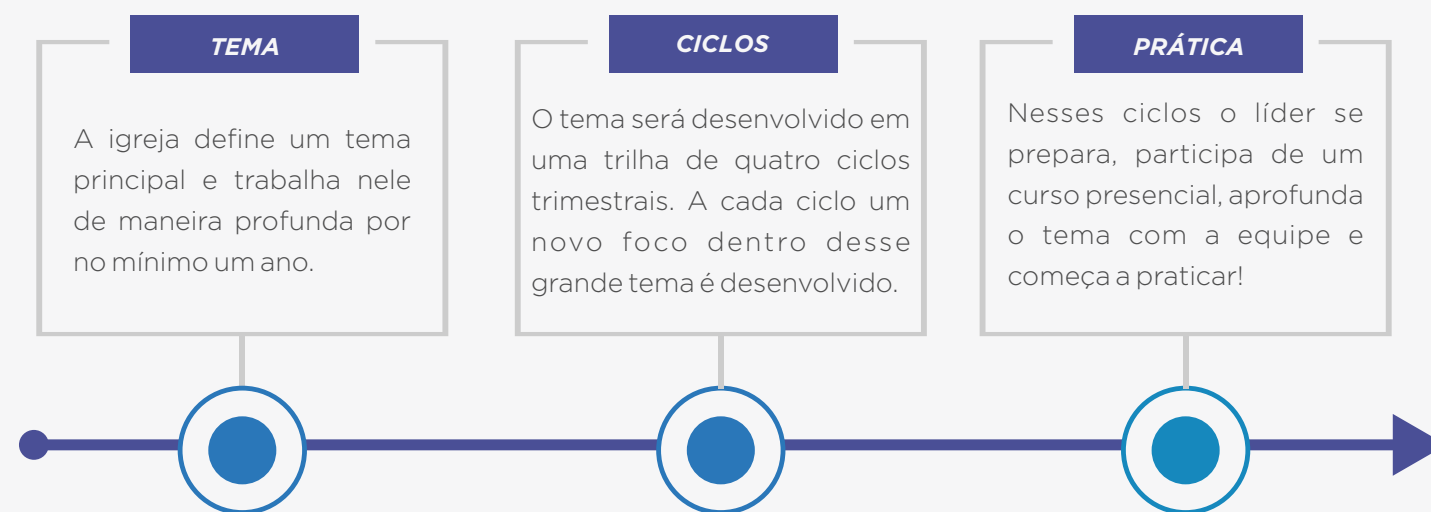 TEMA
A igreja define um tema
principal e trabalha nele
de maneira profunda por
no mínimo um ano.
CICLOS
O tema será desenvolvido em
uma trilha de quatro ciclos
trimestrais. A cada ciclo um
novo foco dentro desse
grande tema é desenvolvido.
PRÁTICA
Nesses ciclos o líder se
prepara, participa de um
curso presencial, aprofunda
o tema com a equipe e
começa a praticar!